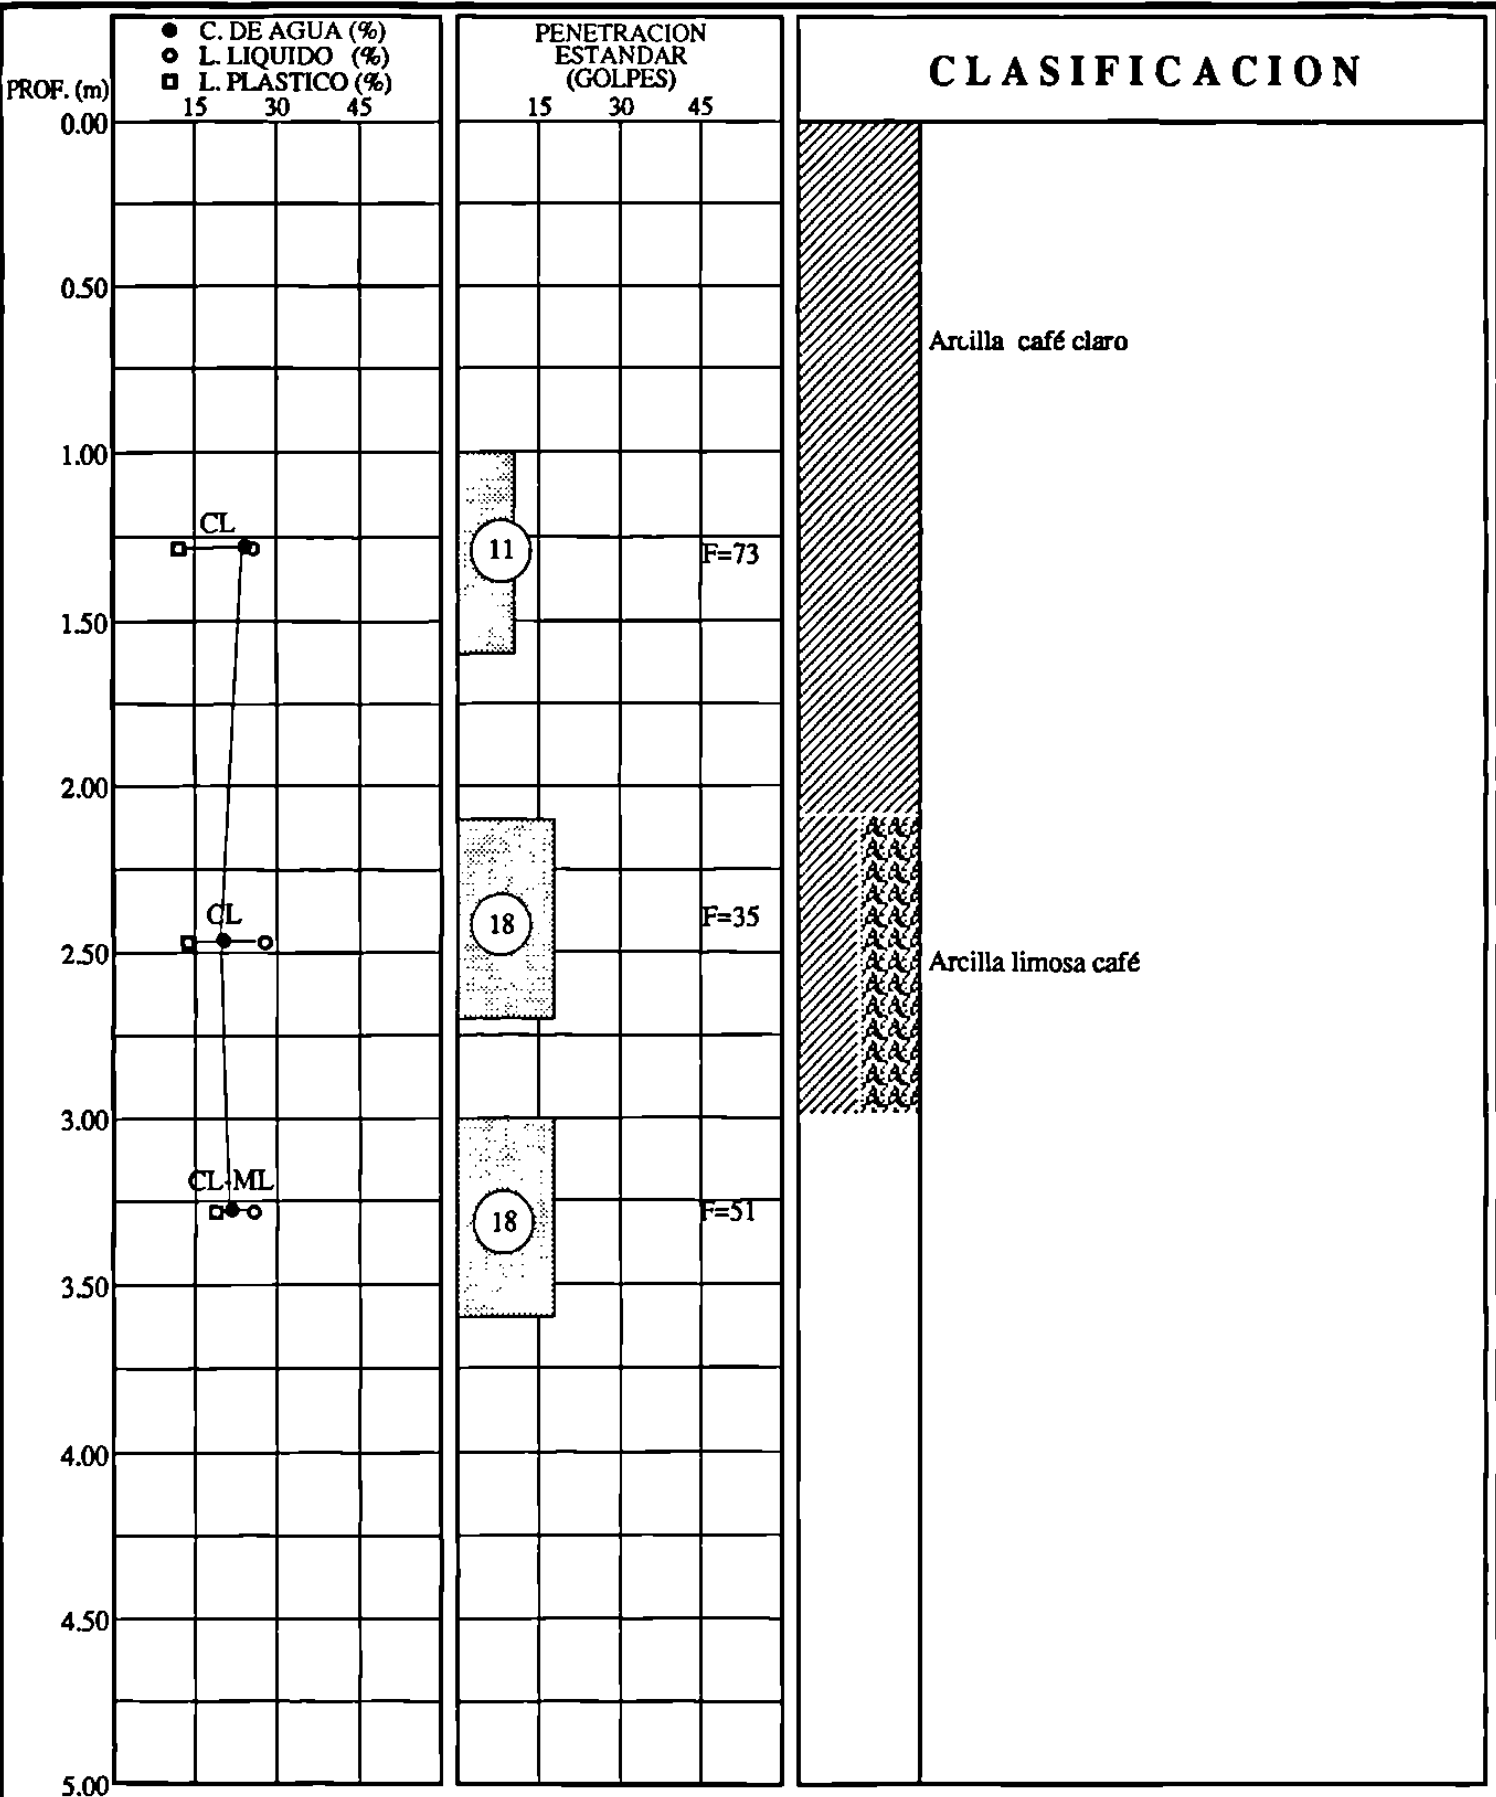 ● C. DE AGUA (%)
○ L. LIQUIDO (%)
□ L. PLASTICO (%)
PROF. (m)
15 30 45
PENETRACION
ESTANDAR
(GOLPES)
15 30 45
CLASIFICACION
0.00
0.50
Arcilla café claro
1.00
CL
11
F=73
1.50
2.00
CL
18
F=35
2.50
Arcilla limosa café
3.00
CL-ML
18
F=51
3.50
4.00
4.50
5.00